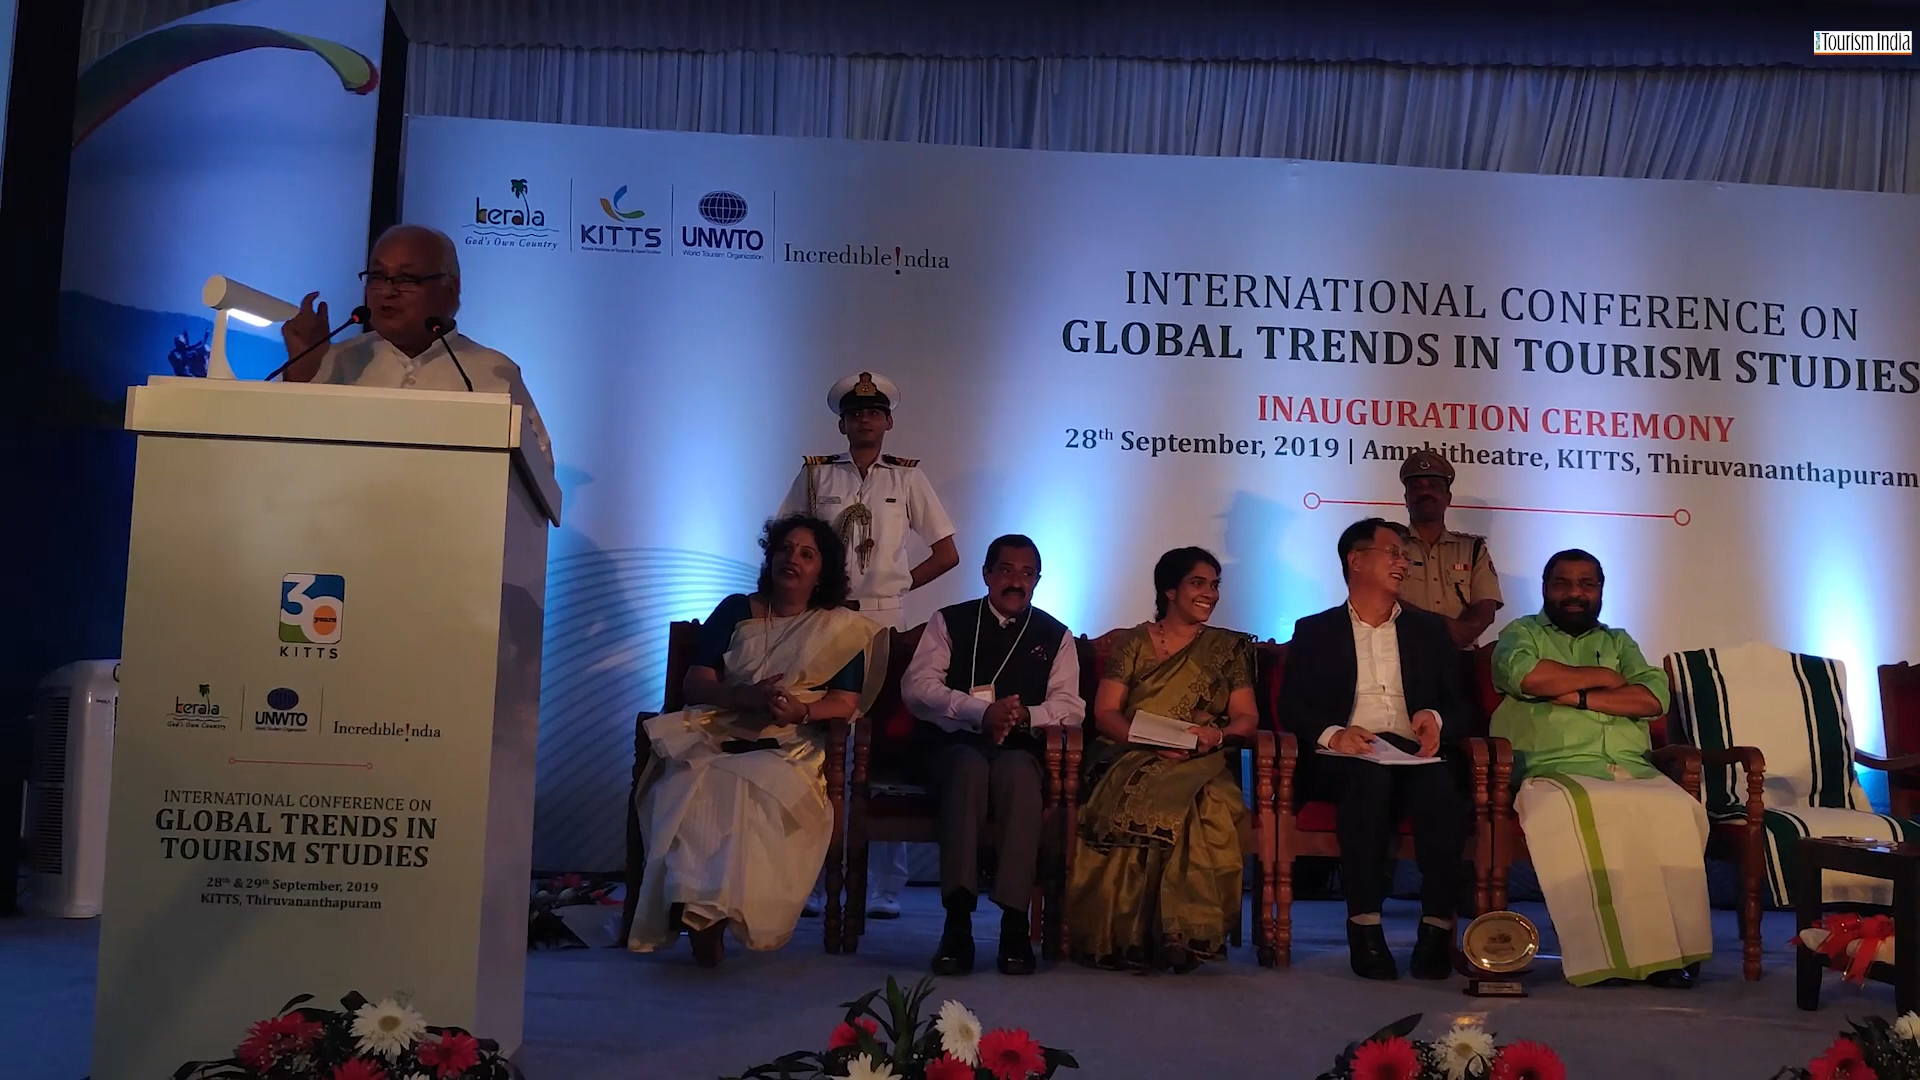 Tourism India
kerala
God's Own Country
KITTS
UNWTO
World Tourism Organization
Incredible!ndia
INTERNATIONAL CONFERENCE ON
GLOBAL TRENDS IN TOURISM STUDIES
INAUGURATION CEREMONY
28th September, 2019 | Amphitheatre, KITTS, Thiruvananthapuram
30
years
KITTS
kerala
God's Own Country
UNWTO
Incredible!ndia
INTERNATIONAL CONFERENCE ON
GLOBAL TRENDS IN
TOURISM STUDIES
28th & 29th September, 2019
KITTS, Thiruvananthapuram